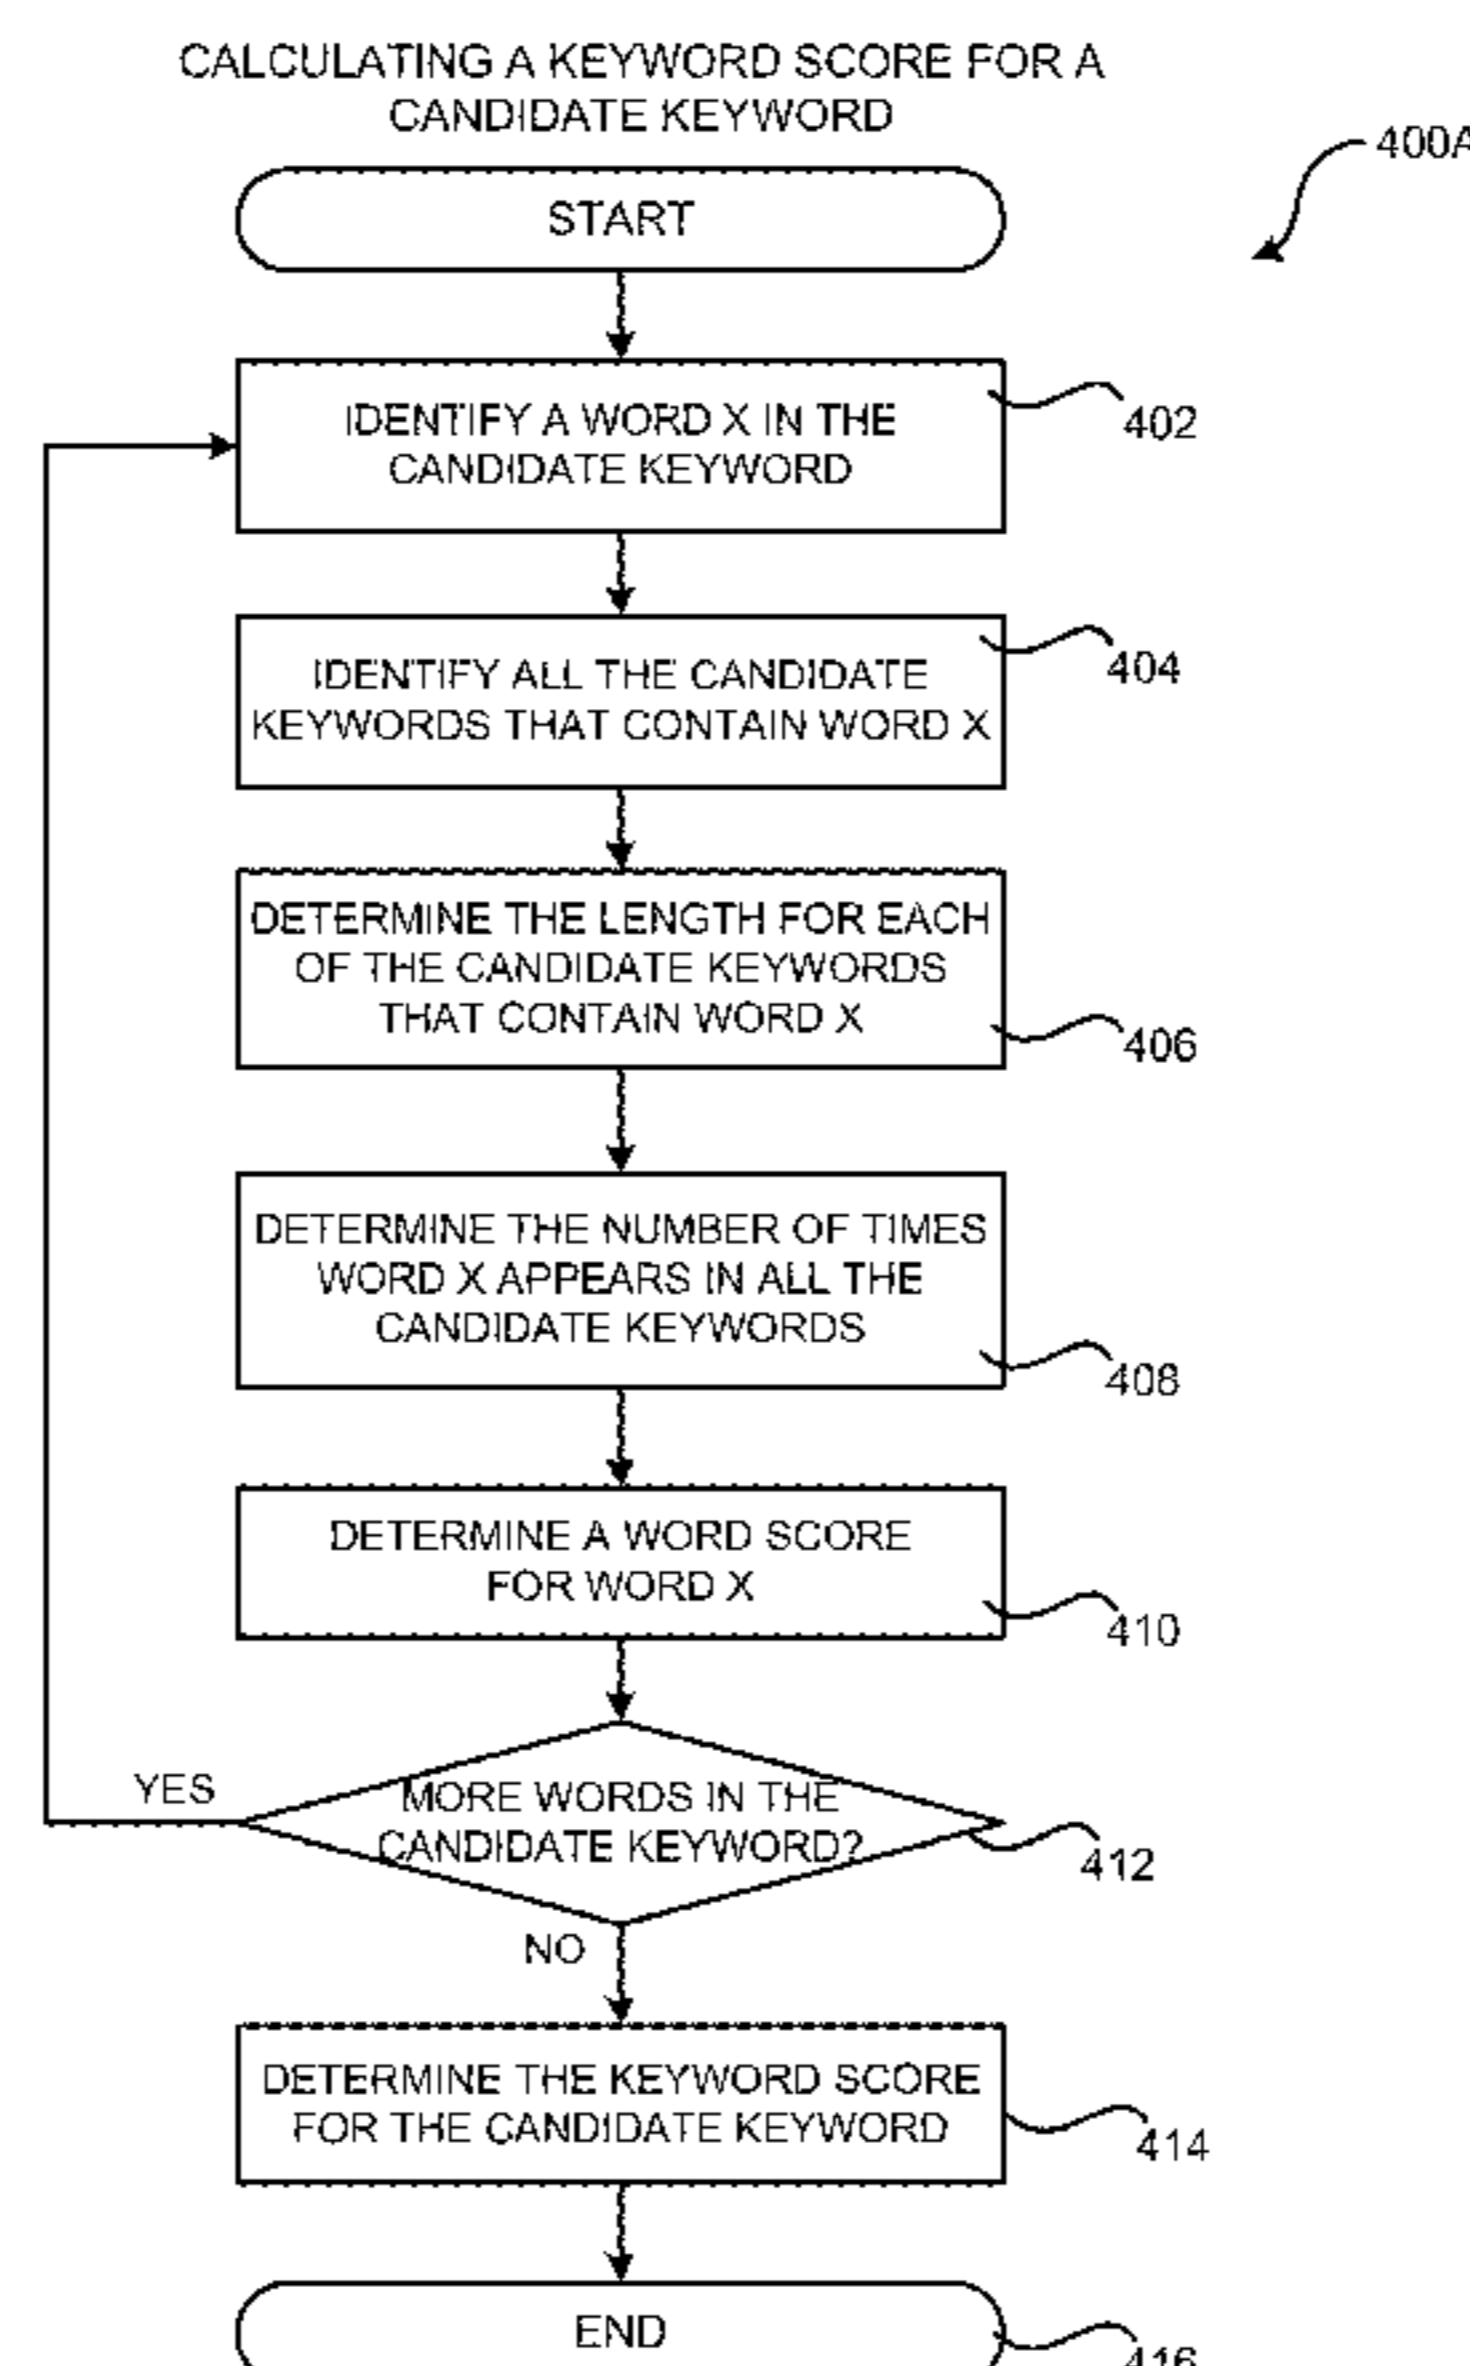 CALCULATING A KEYWORD SCORE FOR A
CANDIDATE KEYWORD
400A
START
IDENTIFY A WORD X IN THE
CANDIDATE KEYWORD
402
IDENTIFY ALL THE CANDIDATE
KEYWORDS THAT CONTAIN WORD X
404
DETERMINE THE LENGTH FOR EACH
OF THE CANDIDATE KEYWORDS
THAT CONTAIN WORD X
406
DETERMINE THE NUMBER OF TIMES
WORD X APPEARS IN ALL THE
CANDIDATE KEYWORDS
408
DETERMINE A WORD SCORE
FOR WORD X
410
YES
MORE WORDS IN THE
CANDIDATE KEYWORD?
412
NO
DETERMINE THE KEYWORD SCORE
FOR THE CANDIDATE KEYWORD
414
END
416